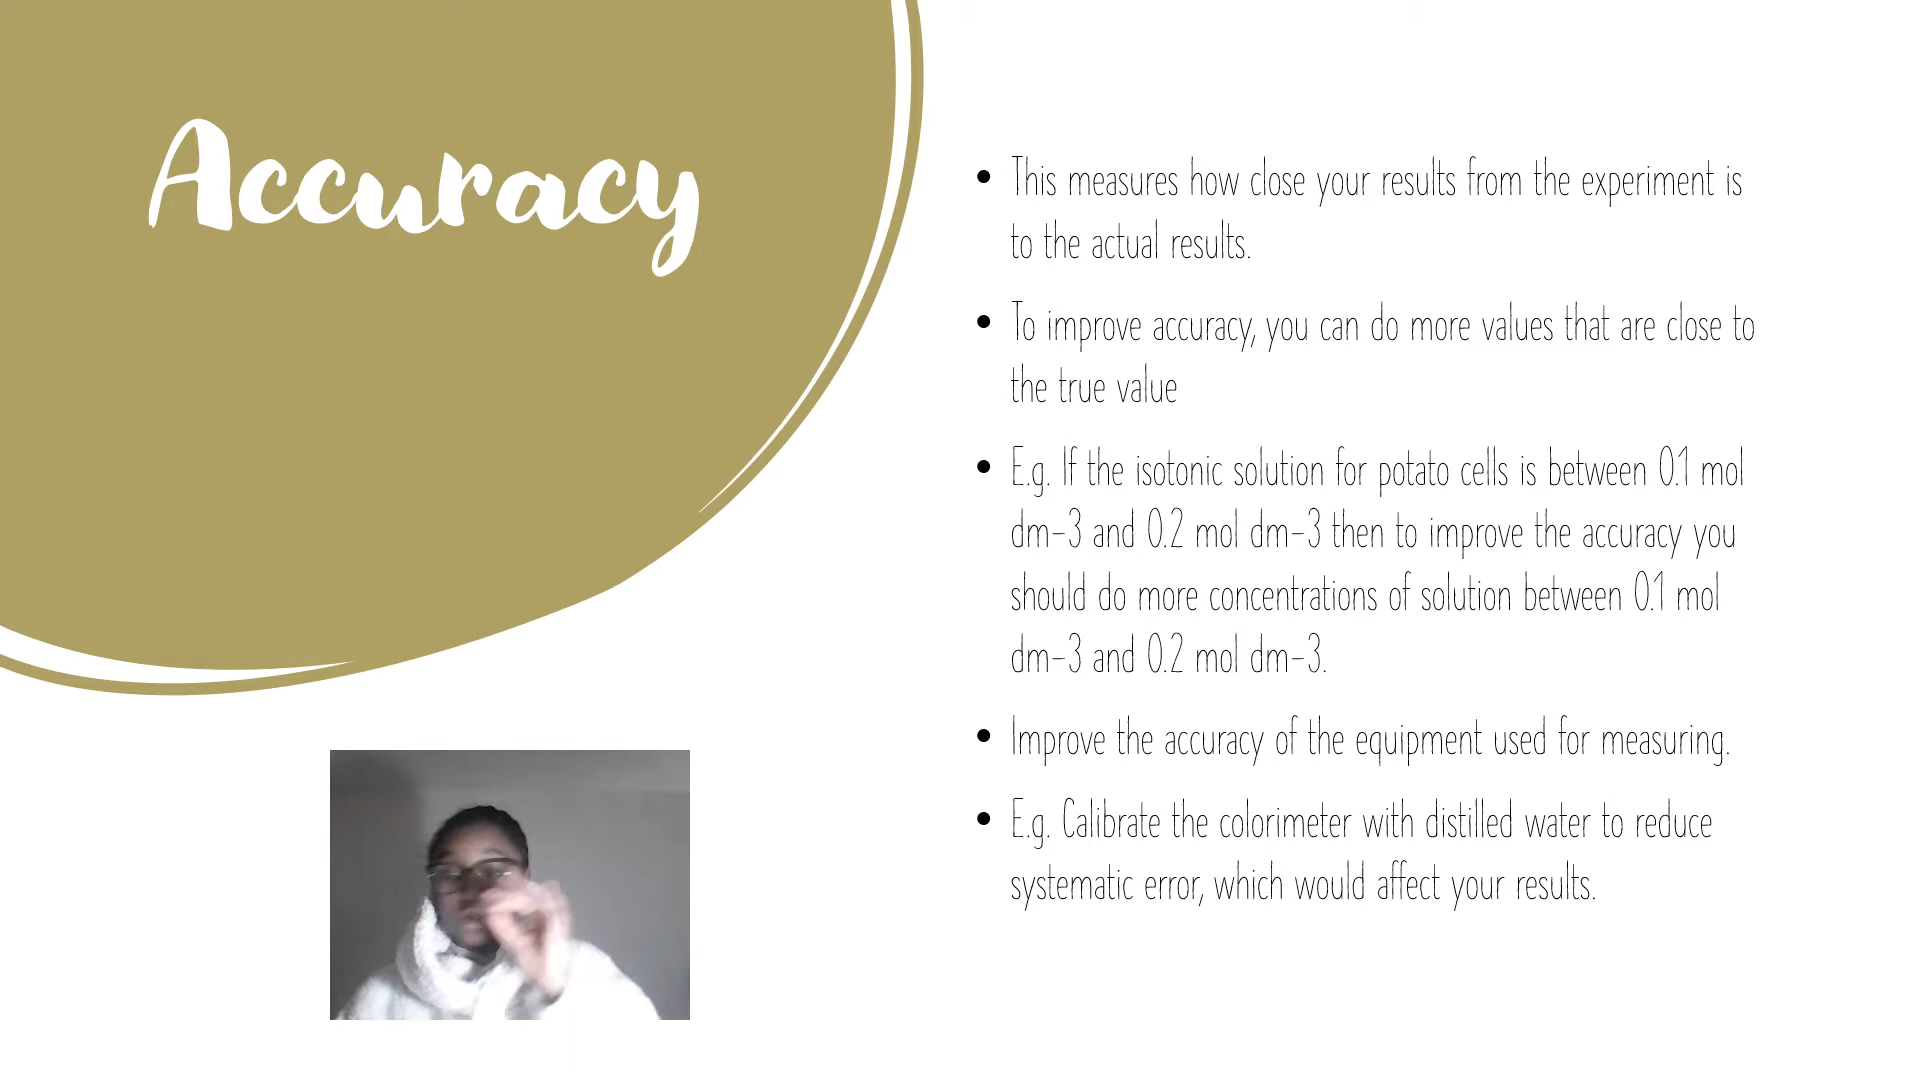 Accuracy
• This measures how close your results from the experiment is
to the actual results.
• To improve accuracy, you can do more values that are close to
the true value
• E.g. If the isotonic solution for potato cells is between 0.1 mol
dm-3 and 0.2 mol dm-3 then to improve the accuracy you
should do more concentrations of solution between 0.1 mol
dm-3 and 0.2 mol dm-3.
• Improve the accuracy of the equipment used for measuring.
• E.g. Calibrate the colorimeter with distilled water to reduce
systematic error, which would affect your results.